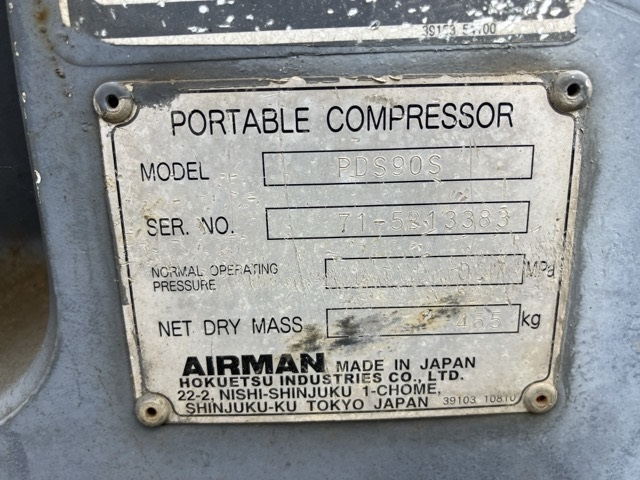 PORTABLE COMPRESSOR
MODEL PDS90S
SER. NO.
NORMAL OPERATING
PRESSURE MPa
NET DRY MASS kg
AIRMAN MADE IN JAPAN
HOKUETSU INDUSTRIES CO., LTD.
22-2, NISHI-SHINJUKU 1-CHOME,
SHINJUKU-KU TOKYO JAPAN 39103 10810